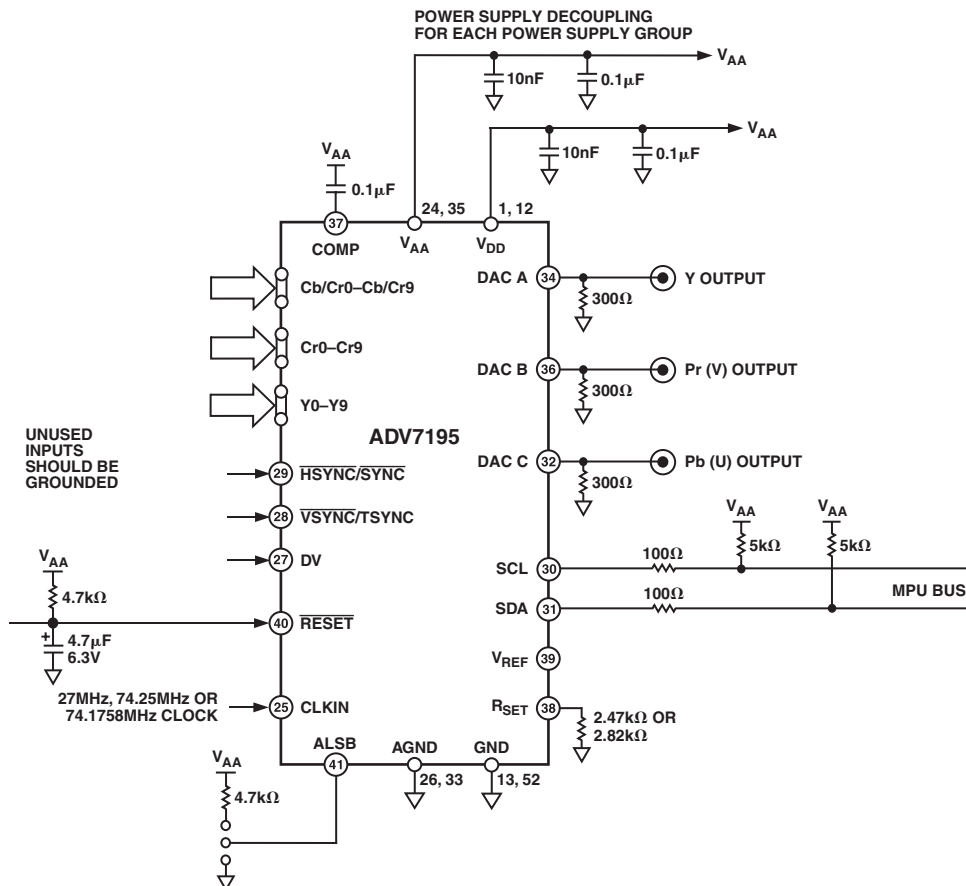 POWER SUPPLY DECOUPLING
FOR EACH POWER SUPPLY GROUP
VAA
10nF
0.1µF
VAA
10nF
0.1µF
VAA
0.1µF
24, 35
1, 12
37
COMP
VAA
VDD
Cb/Cr0–Cb/Cr9
DAC A
34
Y OUTPUT
300Ω
Cr0–Cr9
DAC B
36
Pr (V) OUTPUT
300Ω
Y0–Y9
ADV7195
UNUSED
INPUTS
SHOULD BE
GROUNDED
DAC C
32
Pb (U) OUTPUT
300Ω
29
HSYNC/SYNC
28
VSYNC/TSYNC
27
DV
VAA
VAA
5kΩ
5kΩ
SCL
30
100Ω
MPU BUS
SDA
31
100Ω
VAA
4.7kΩ
40
RESET
+
4.7µF
6.3V
VREF
39
27MHz, 74.25MHz OR
74.1758MHz CLOCK
25
CLKIN
RSET
38
2.47kΩ OR
2.82kΩ
ALSB
AGND
GND
41
26, 33
13, 52
VAA
4.7kΩ